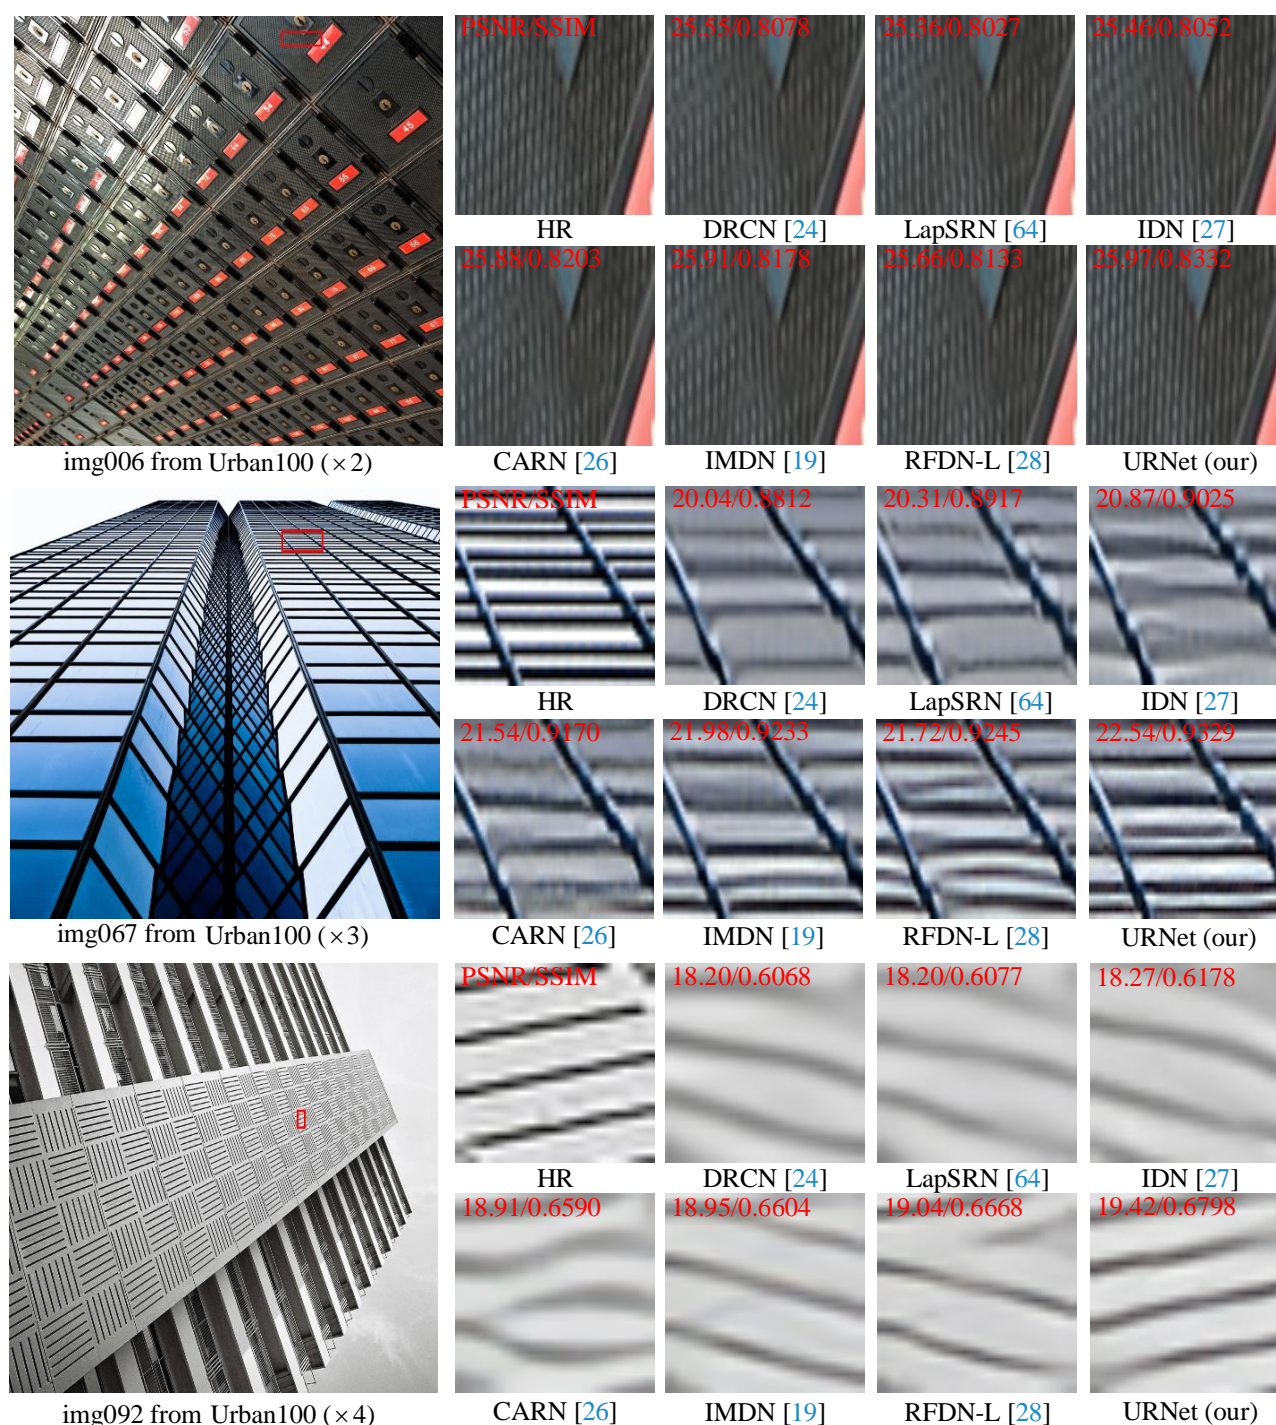 PSNR/SSIM 25.55/0.8078 25.36/0.8027 25.46/0.8052
HR DRCN [24] LapSRN [64] IDN [27]
25.88/0.8203 25.91/0.8178 25.66/0.8133 25.97/0.8332
CARN [26] IMDN [19] RFDN-L [28] URNet (our)
img006 from Urban100 (×2)
PSNR/SSIM 20.04/0.8812 20.31/0.8917 20.87/0.9025
HR DRCN [24] LapSRN [64] IDN [27]
21.54/0.9170 21.98/0.9233 21.72/0.9245 22.54/0.9329
CARN [26] IMDN [19] RFDN-L [28] URNet (our)
img067 from Urban100 (×3)
PSNR/SSIM 18.20/0.6068 18.20/0.6077 18.27/0.6178
HR DRCN [24] LapSRN [64] IDN [27]
18.91/0.6590 18.95/0.6604 19.04/0.6668 19.42/0.6798
CARN [26] IMDN [19] RFDN-L [28] URNet (our)
img092 from Urban100 (×4)
44
54
45
55
56